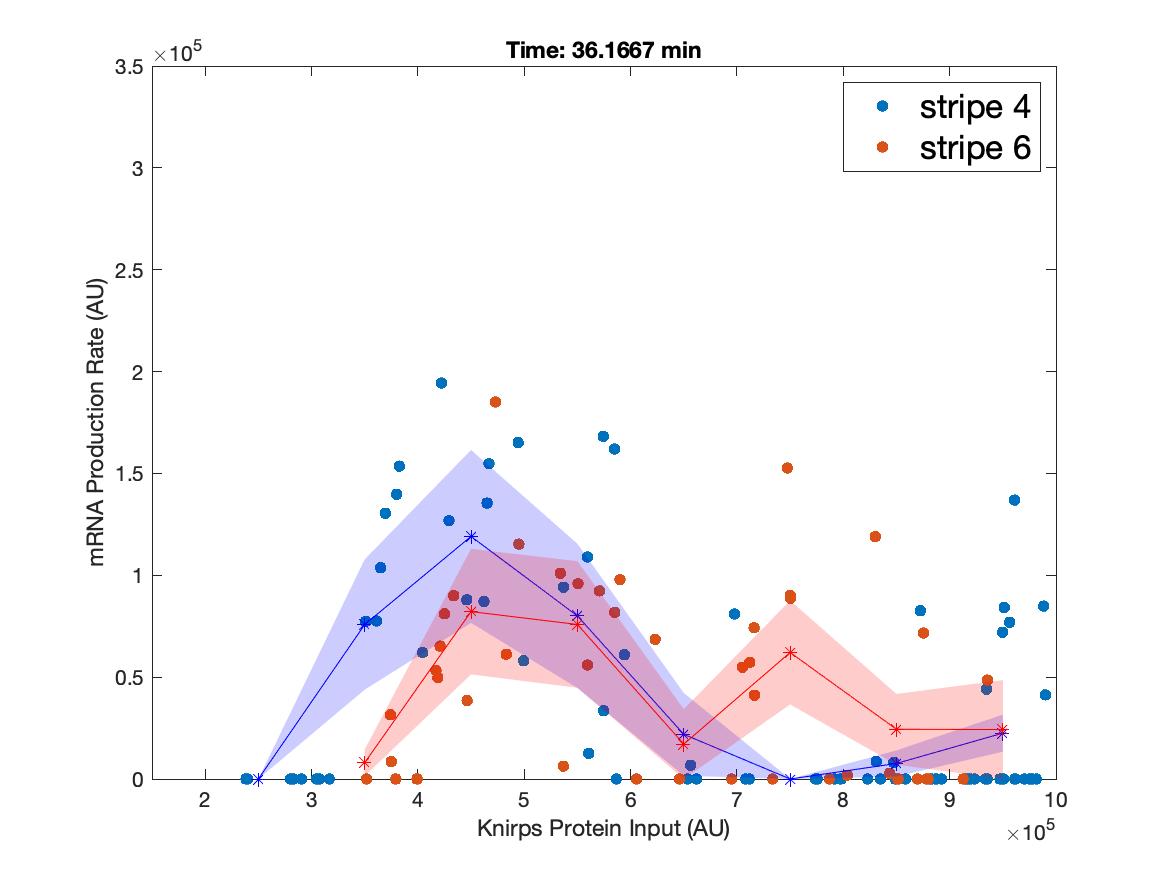 Time: 36.1667 min
×10^5
3.5
3
2.5
2
1.5
1
0.5
0
mRNA Production Rate (AU)
stripe 4
stripe 6
2 3 4 5 6 7 8 9 10
Knirps Protein Input (AU)
×10^5